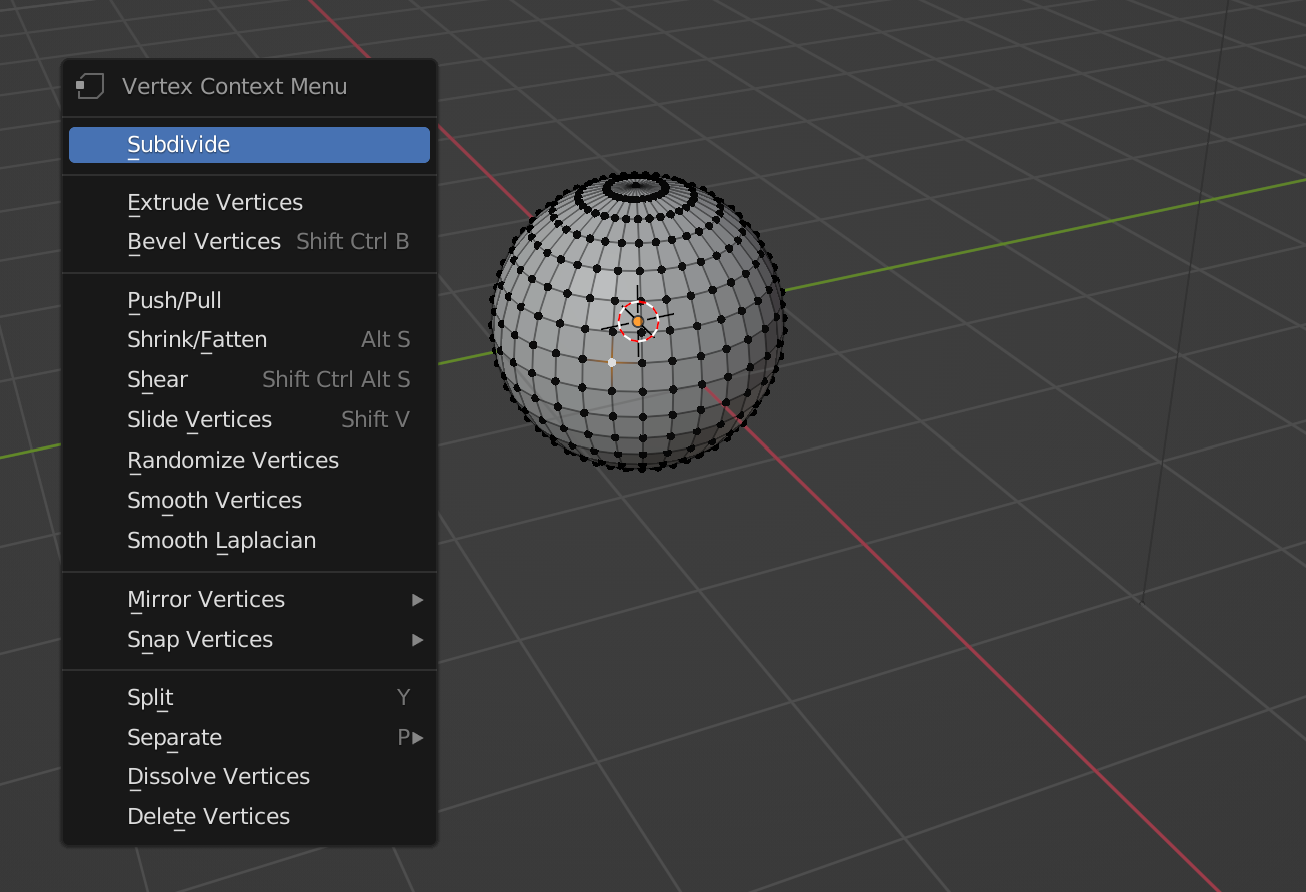 Vertex Context Menu
Subdivide
Extrude Vertices
Bevel Vertices Shift Ctrl B
Push/Pull
Shrink/Fatten Alt S
Shear Shift Ctrl Alt S
Slide Vertices Shift V
Randomize Vertices
Smooth Vertices
Smooth Laplacian
Mirror Vertices
Snap Vertices
Split Y
Separate P
Dissolve Vertices
Delete Vertices